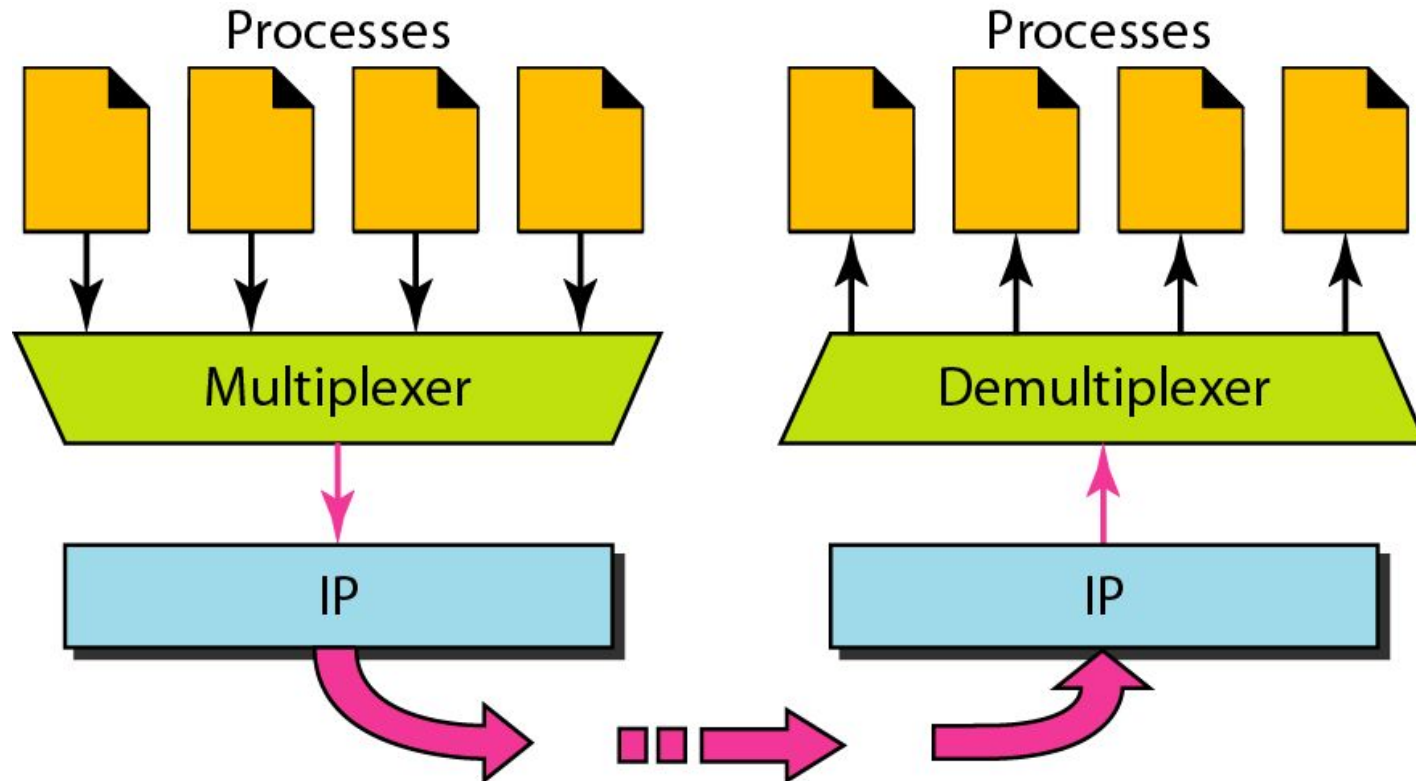 Processes
Processes
Multiplexer
Demultiplexer
IP
IP